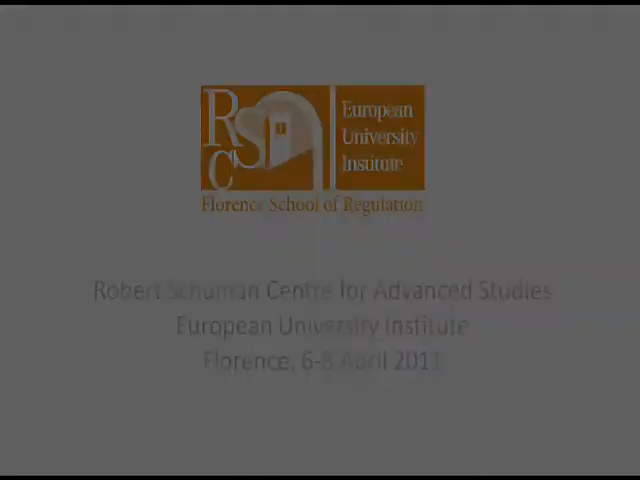 RSC
European
University
Institute
Florence School of Regulation
Robert Schuman Centre for Advanced Studies
European University Institute
Florence, 6-8 April 2011